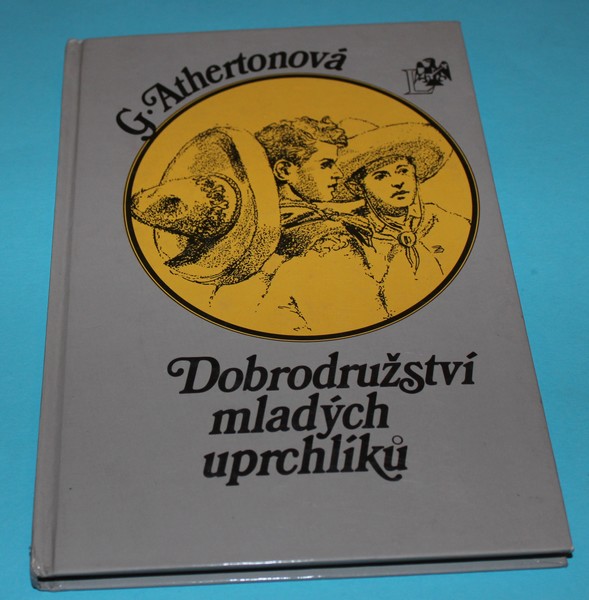 G. Athertonová
L
Dobrodružství
mladých
uprchlíků